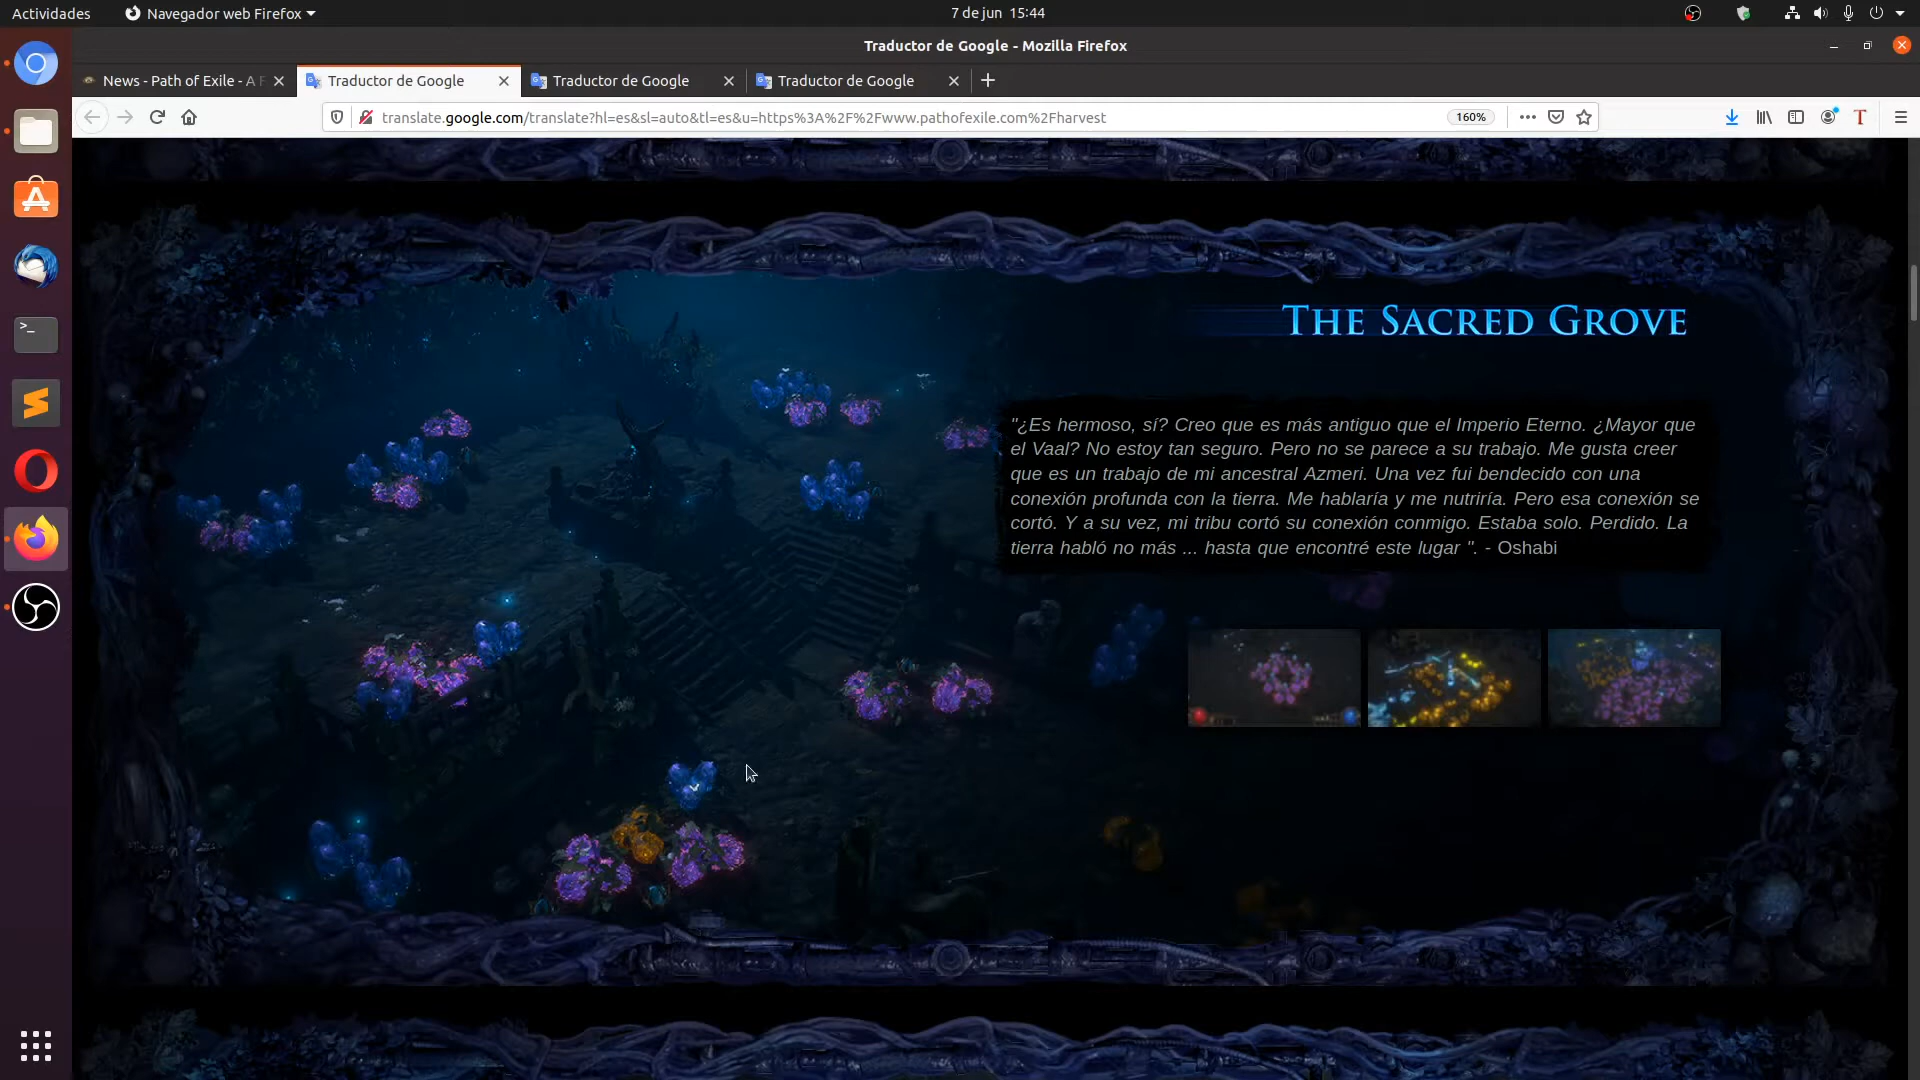 Actividades
Navegador web Firefox
7 de jun 15:44
Traductor de Google - Mozilla Firefox
News - Path of Exile - A F
Traductor de Google
Traductor de Google
Traductor de Google
translate.google.com/translate?hl=es&sl=auto&tl=es&u=https%3A%2F%2Fwww.pathofexile.com%2Fharvest
160%
THE SACRED GROVE
"¿Es hermoso, sí? Creo que es más antiguo que el Imperio Eterno. ¿Mayor que
el Vaal? No estoy tan seguro. Pero no se parece a su trabajo. Me gusta creer
que es un trabajo de mi ancestral Azmeri. Una vez fui bendecido con una
conexión profunda con la tierra. Me hablaría y me nutriría. Pero esa conexión se
cortó. Y a su vez, mi tribu cortó su conexión conmigo. Estaba solo. Perdido. La
tierra habló no más ... hasta que encontré este lugar ". - Oshabi